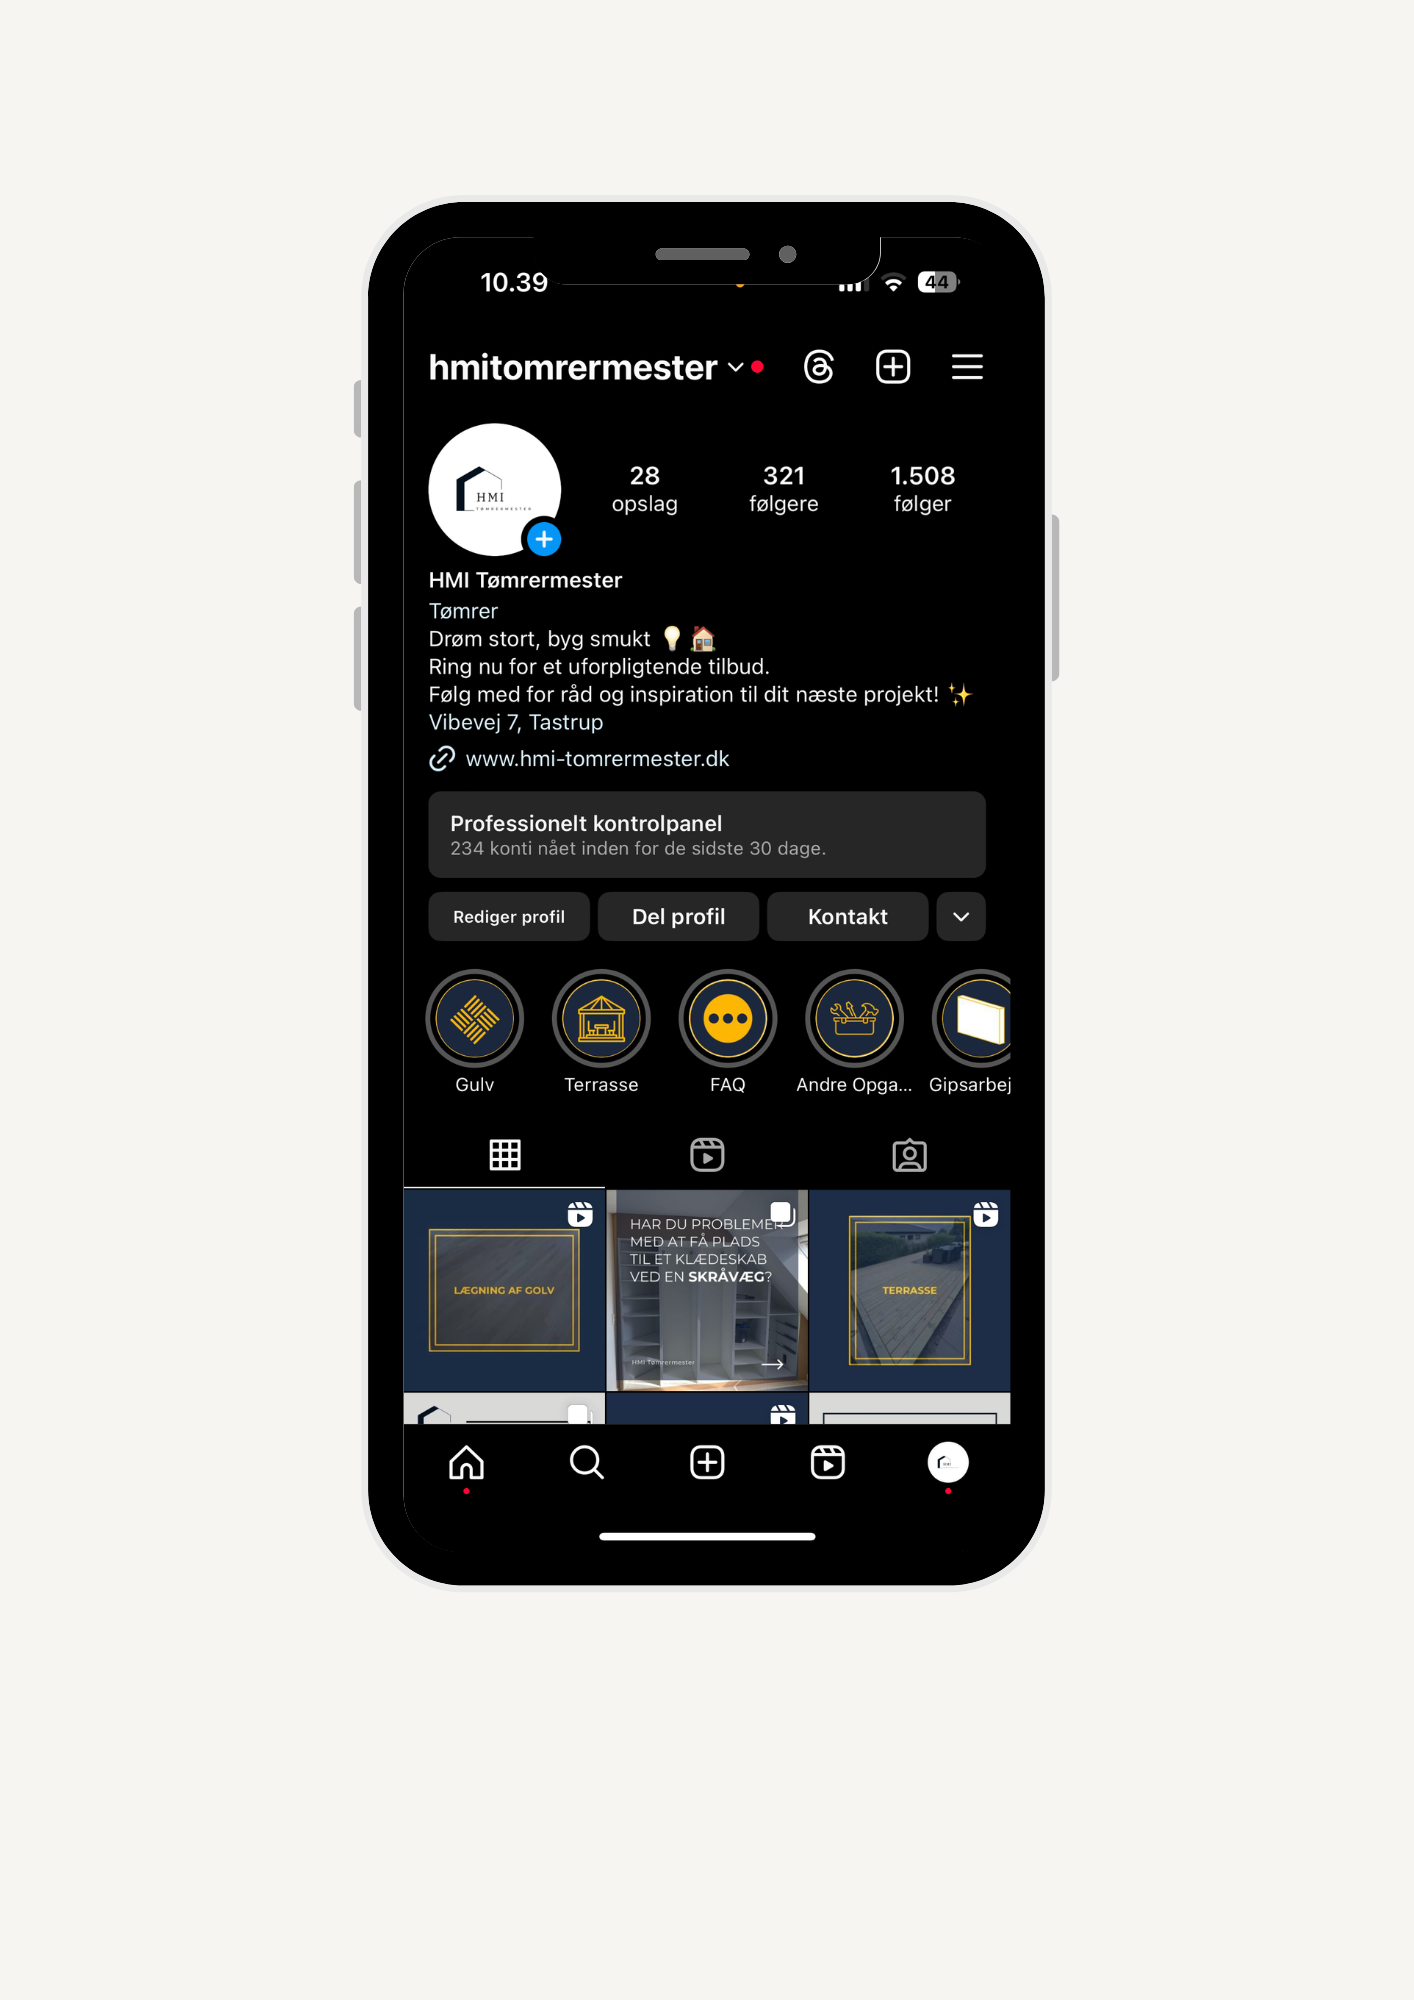 10.39
44
hmitomrermester
HMI
TØMRERMESTER
28
opslag
321
følgere
1.508
følger
HMI Tømrermester
Tømrer
Drøm stort, byg smukt 💡 🏠
Ring nu for et uforpligtende tilbud.
Følg med for råd og inspiration til dit næste projekt! ✨
Vibevej 7, Tastrup
www.hmi-tomrermester.dk
Professionelt kontrolpanel
234 konti nået inden for de sidste 30 dage.
Rediger profil
Del profil
Kontakt
Gulv
Terrasse
FAQ
Andre Opga...
Gipsarbej
LÆGNING AF GOLV
HAR DU PROBLEMER
MED AT FÅ PLADS
TIL ET KLÆDESKAB
VED EN SKRÅVÆG?
HMI Tømrermester
TERRASSE